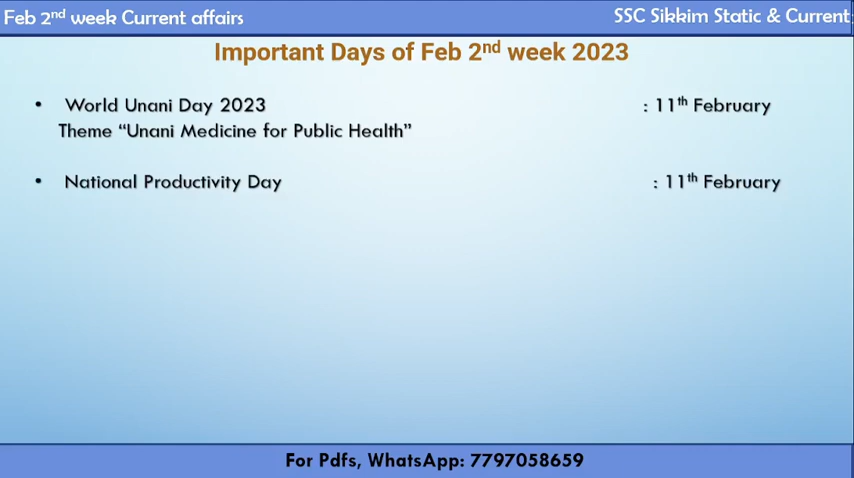 Feb 2nd week Current affairs
SSC Sikkim Static & Current
Important Days of Feb 2nd week 2023
• World Unani Day 2023 : 11th February
Theme “Unani Medicine for Public Health”
• National Productivity Day : 11th February
For Pdfs, WhatsApp: 7797058659